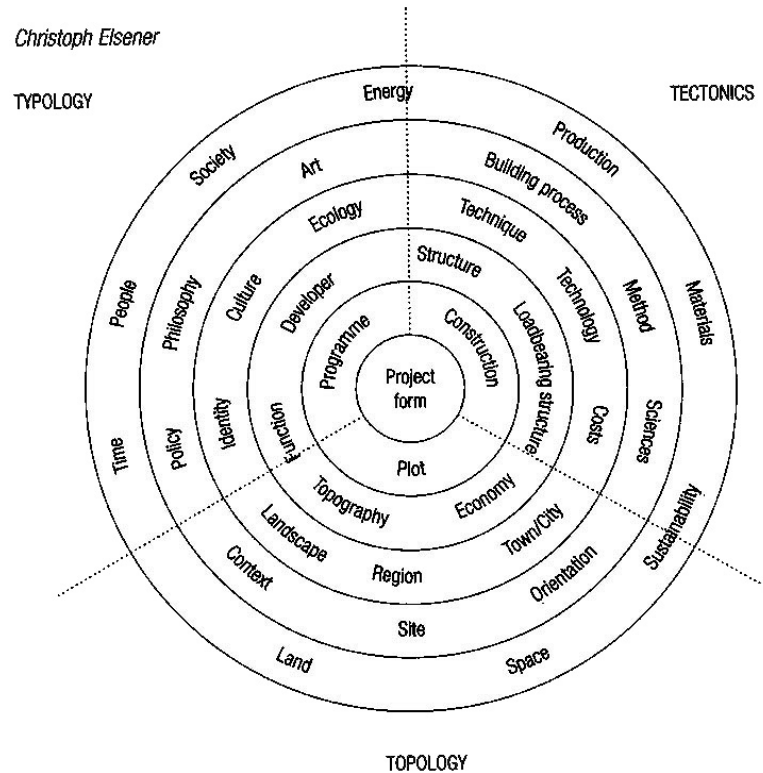 Christoph Elsener
TYPOLOGY
TECTONICS
Energy
Production
Society
Art
Building process
Ecology
Technique
People
Philosophy
Culture
Developer
Structure
Technology
Method
Materials
Programme
Construction
Loadbearing structure
Project
form
Time
Policy
Identity
Function
Costs
Sciences
Plot
Topography
Economy
Sustainability
Landscape
Town/City
Context
Region
Orientation
Site
Land
Space
TOPOLOGY